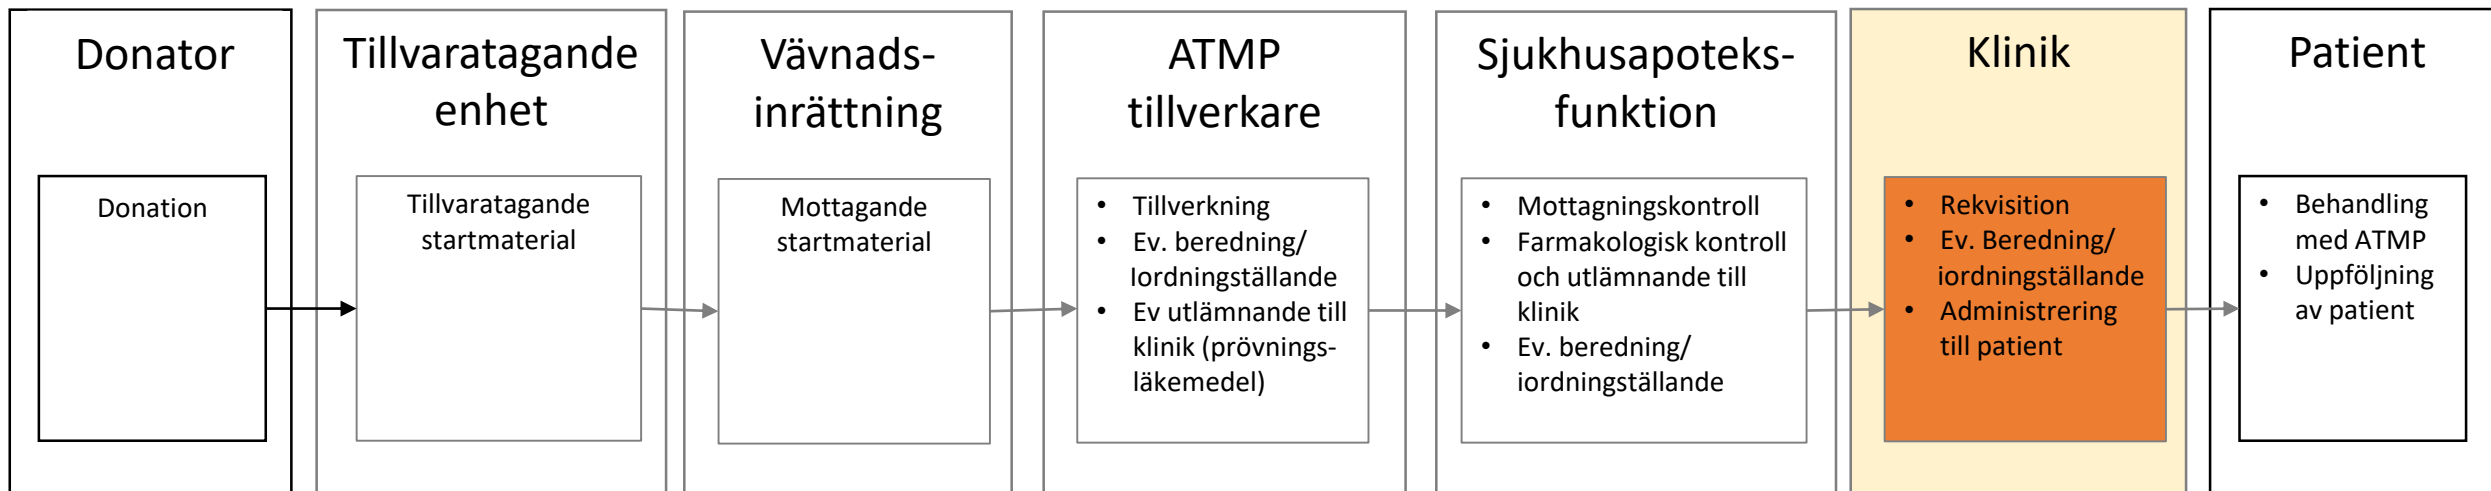 Donator
Donation
Tillvaratagande
enhet
Tillvaratagande
startmaterial
Vävnads-
inrättning
Mottagande
startmaterial
ATMP
tillverkare
• Tillverkning
• Ev. beredning/
Iordningställande
• Ev utlämnande till
klinik (prövnings-
läkemedel)
Sjukhusapoteks-
funktion
• Mottagningskontroll
• Farmakologisk kontroll
och utlämnande till
klinik
• Ev. beredning/
iordningställande
Klinik
• Rekvisition
• Ev. Beredning/
iordningställande
• Administrering
till patient
Patient
• Behandling
med ATMP
• Uppföljning
av patient